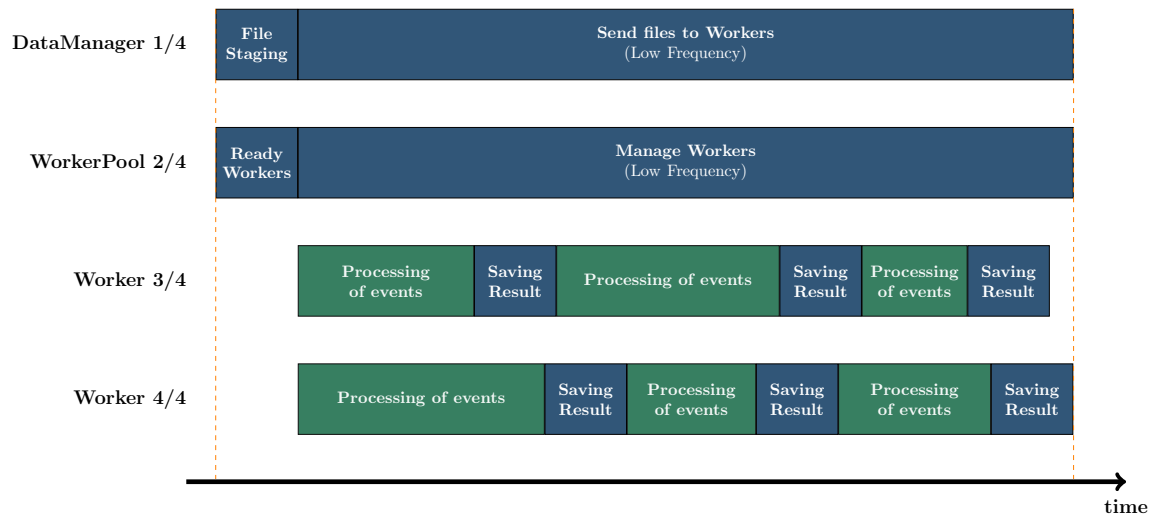 DataManager 1/4
File
Staging
Send files to Workers
(Low Frequency)
WorkerPool 2/4
Ready
Workers
Manage Workers
(Low Frequency)
Worker 3/4
Processing
of events
Saving
Result
Processing of events
Saving
Result
Processing
of events
Saving
Result
Worker 4/4
Processing of events
Saving
Result
Processing
of events
Saving
Result
Processing
of events
Saving
Result
time